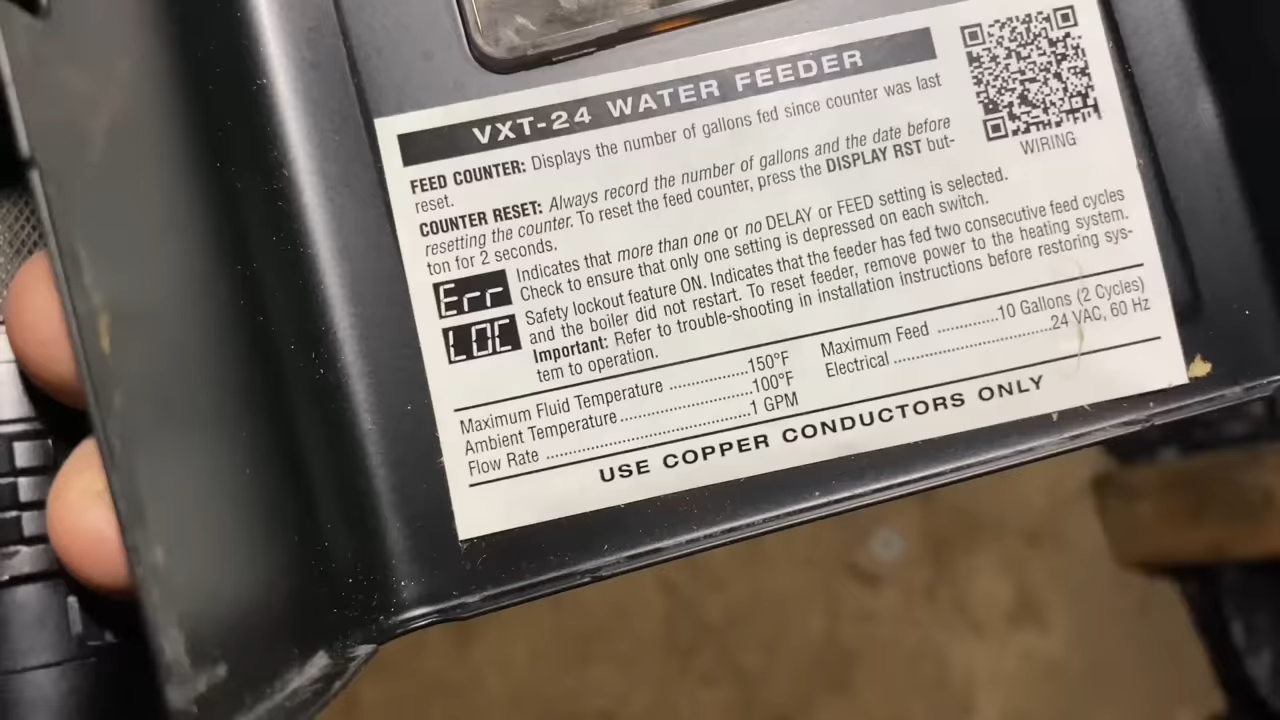 VXT-24 WATER FEEDER
FEED COUNTER: Displays the number of gallons fed since counter was last
reset.
COUNTER RESET: Always record the number of gallons and the date before
resetting the counter. To reset the feed counter, press the DISPLAY RST but-
ton for 2 seconds.
WIRING
Err
Indicates that more than one or no DELAY or FEED setting is selected.
Check to ensure that only one setting is depressed on each switch.
LOC
Safety lockout feature ON. Indicates that the feeder has fed two consecutive feed cycles
and the boiler did not restart. To reset feeder, remove power to the heating system.
Important: Refer to trouble-shooting in installation instructions before restoring sys-
tem to operation.
Maximum Fluid Temperature ..................150°F
Ambient Temperature..............................100°F
Flow Rate ...............................................1 GPM
Maximum Feed ..............10 Gallons (2 Cycles)
Electrical ....................................24 VAC, 60 Hz
USE COPPER CONDUCTORS ONLY